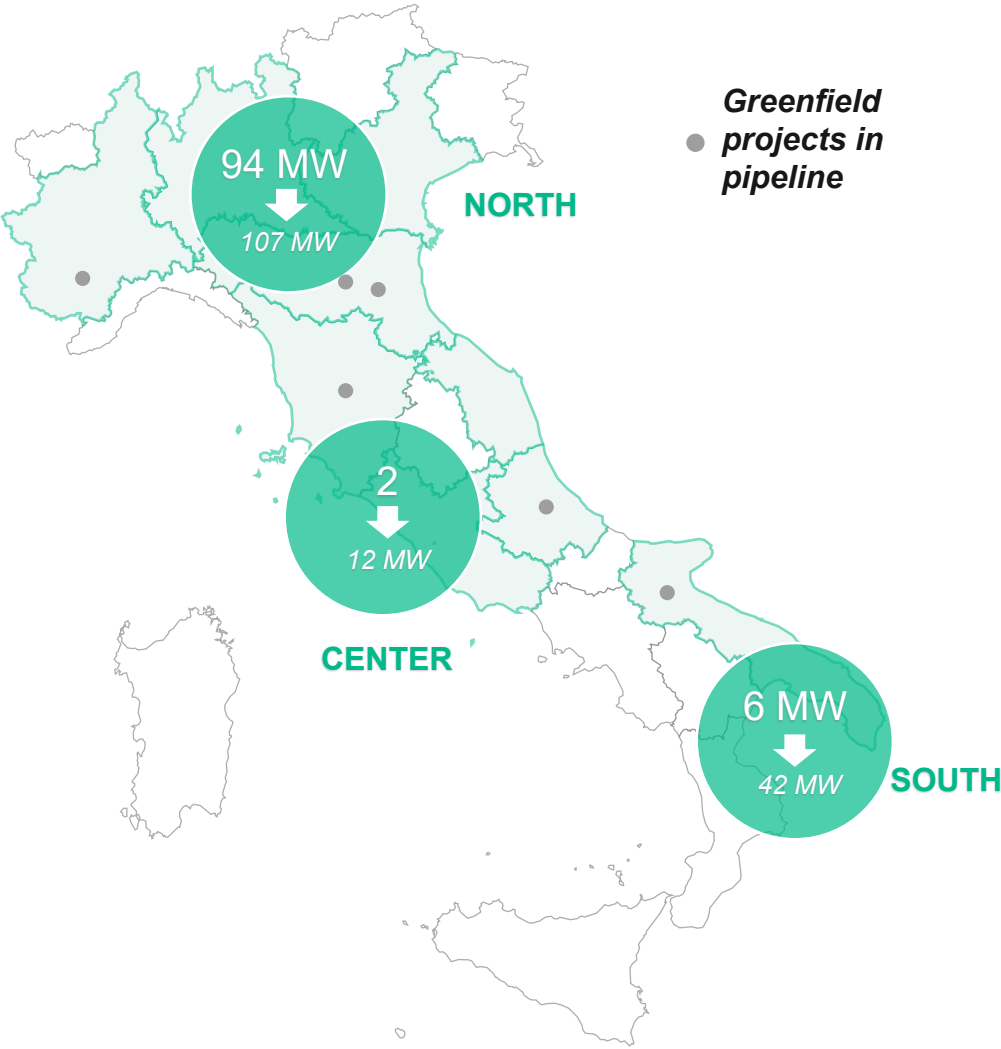 Greenfield
projects in
pipeline
94 MW
107 MW
NORTH
2
12 MW
CENTER
6 MW
42 MW
SOUTH